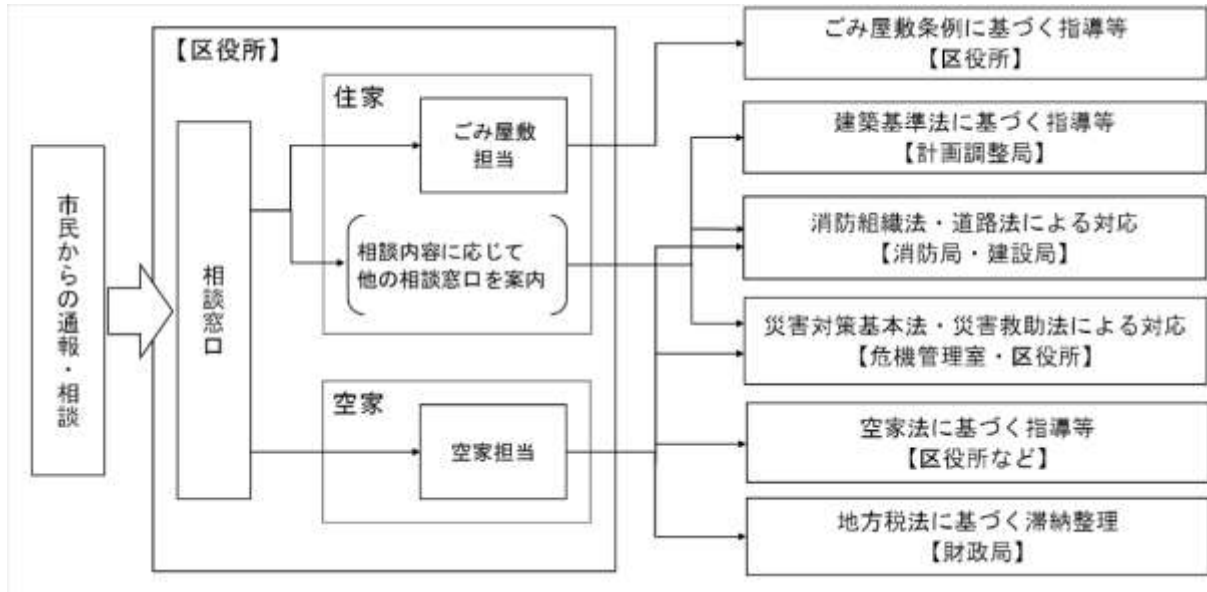 市民からの通報・相談
【区役所】
相談窓口
住家
ごみ屋敷
担当
相談内容に応じて
他の相談窓口を案内
空家
空家担当
ごみ屋敷条例に基づく指導等
【区役所】
建築基準法に基づく指導等
【計画調整局】
消防組織法・道路法による対応
【消防局・建設局】
災害対策基本法・災害救助法による対応
【危機管理室・区役所】
空家法に基づく指導等
【区役所など】
地方税法に基づく滞納整理
【財政局】